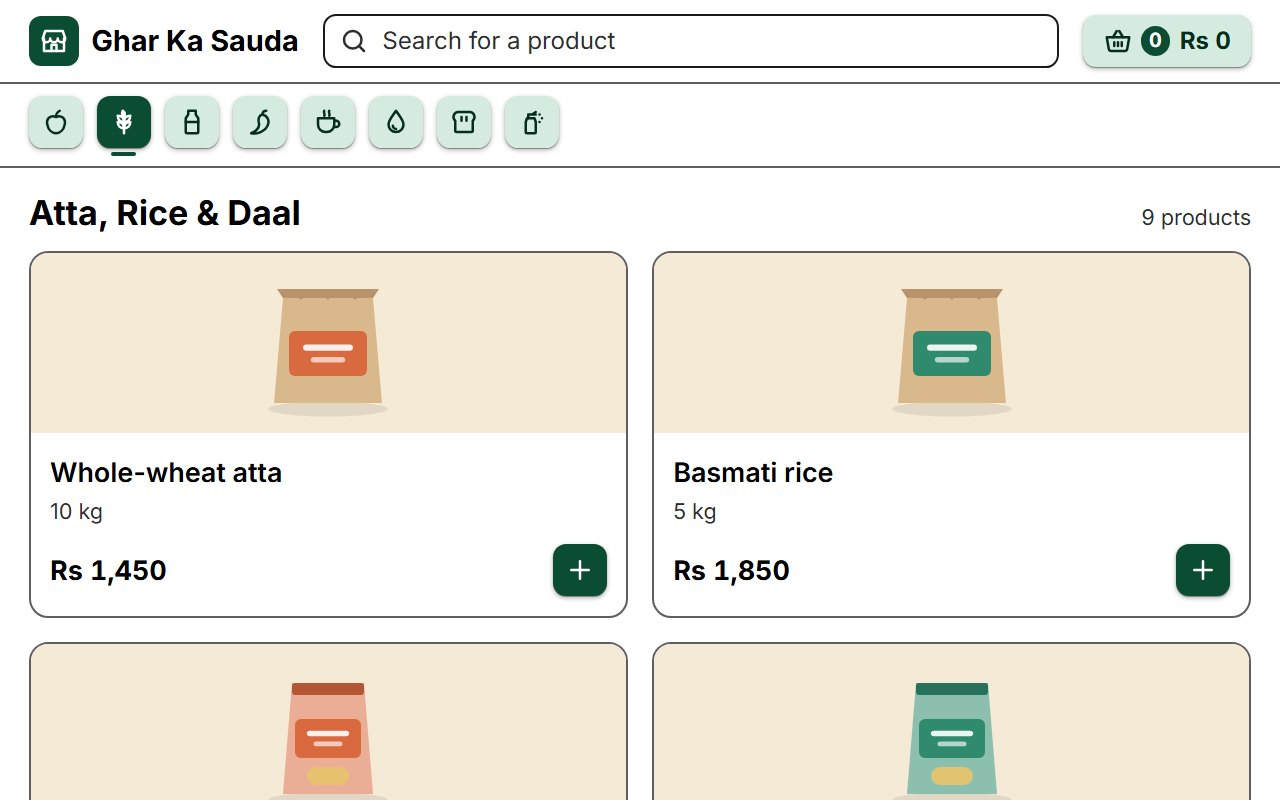 Ghar Ka Sauda
Search for a product
0 Rs 0
Atta, Rice & Daal
9 products
Whole-wheat atta
10 kg
Rs 1,450
Basmati rice
5 kg
Rs 1,850